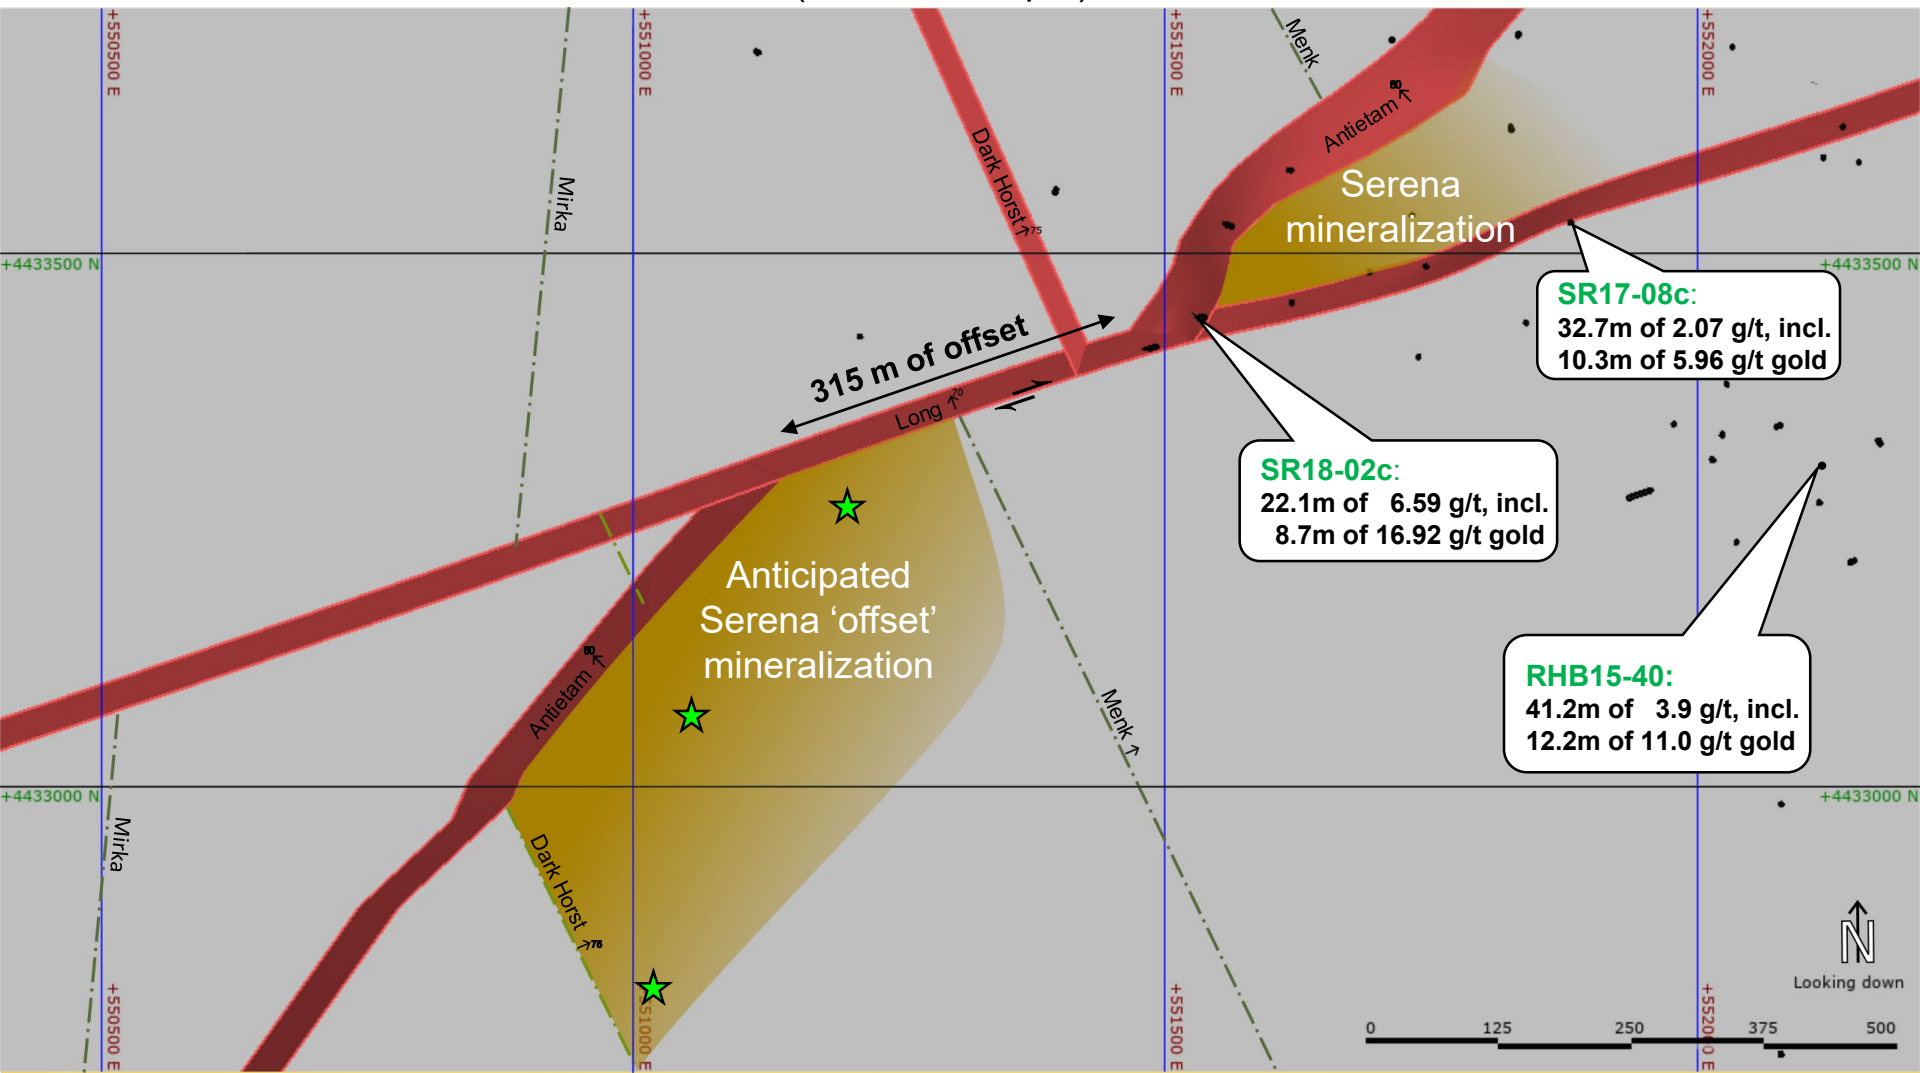 +550500 E
+551000 E
+551500 E
+552000 E
Menk
Antietam
60
Dark Horst
75
Mirka
Serena
mineralization
+4433500 N
+4433500 N
SR17-08c:
32.7m of 2.07 g/t, incl.
10.3m of 5.96 g/t gold
315 m of offset
Long
70
SR18-02c:
22.1m of 6.59 g/t, incl.
8.7m of 16.92 g/t gold
Anticipated
Serena ‘offset’
mineralization
Antietam
60
Menk
RHB15-40:
41.2m of 3.9 g/t, incl.
12.2m of 11.0 g/t gold
+4433000 N
+4433000 N
Mirka
Dark Horst
75
N
Looking down
+550500 E
+551000 E
+551500 E
+552000 E
0 125 250 375 500